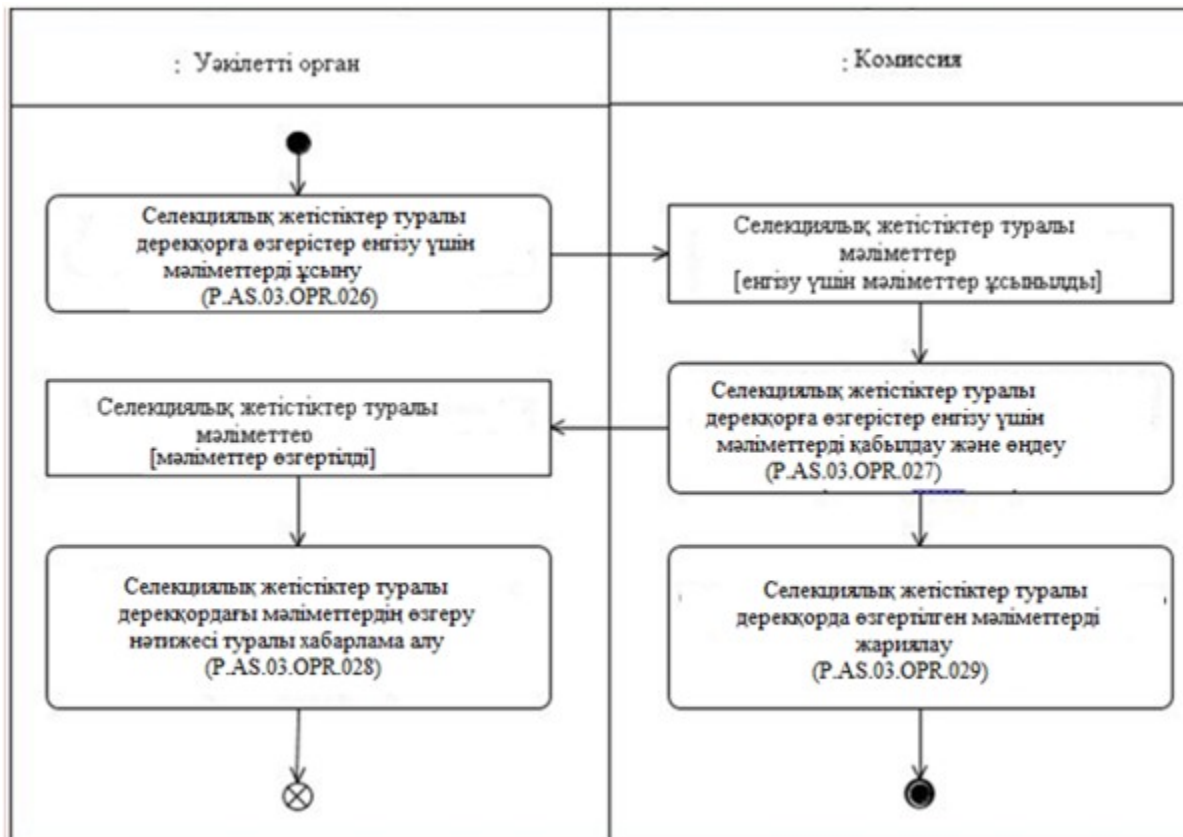 : Уәкілетті орган
: Комиссия
Селекциялық жетістіктер туралы
дерекқорға өзгерістер енгізу үшін
мәліметтерді ұсыну
(P.AS.03.OPR.026)
Селекциялық жетістіктер туралы
мәліметтер
[енгізу үшін мәліметтер ұсынылды]
Селекциялық жетістіктер туралы
дерекқорға өзгерістер енгізу үшін
мәліметтерді қабылдау және өңдеу
(P.AS.03.OPR.027)
Селекциялық жетістіктер туралы
мәліметтер
[мәліметтер өзгертілді]
Селекциялық жетістіктер туралы
дерекқордағы мәліметтердің өзгеру
нәтижесі туралы хабарлама алу
(P.AS.03.OPR.028)
Селекциялық жетістіктер туралы
дерекқорда өзгертілген мәліметтерді
жариялау
(P.AS.03.OPR.029)